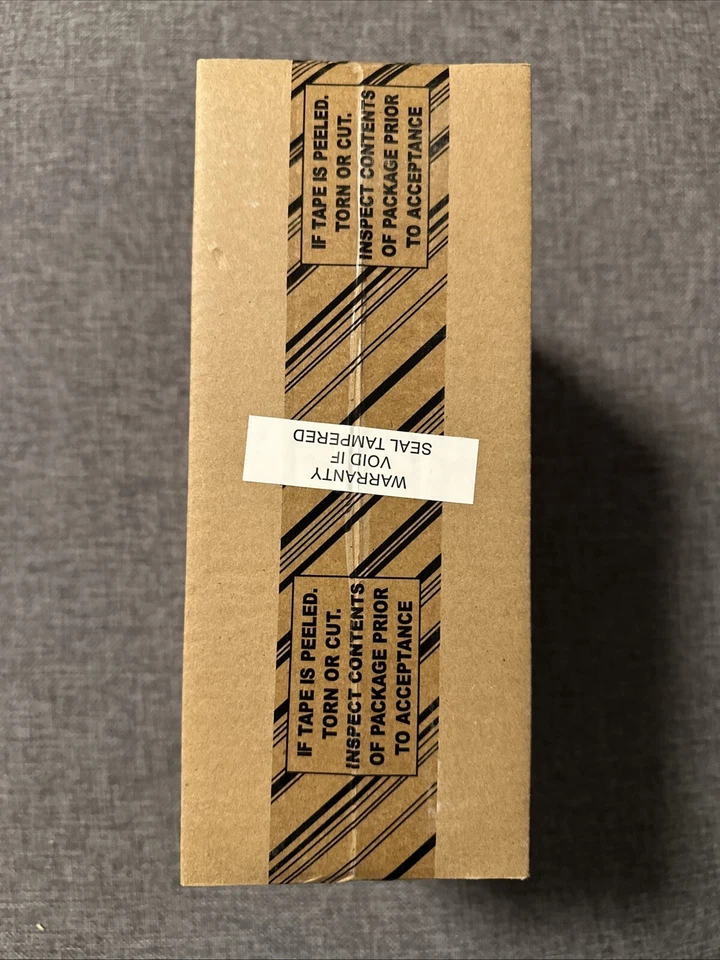 IF TAPE IS PEELED.
TORN OR CUT.
INSPECT CONTENTS
OF PACKAGE PRIOR
TO ACCEPTANCE
WARRANTY
VOID IF
SEAL TAMPERED
IF TAPE IS PEELED.
TORN OR CUT.
INSPECT CONTENTS
OF PACKAGE PRIOR
TO ACCEPTANCE